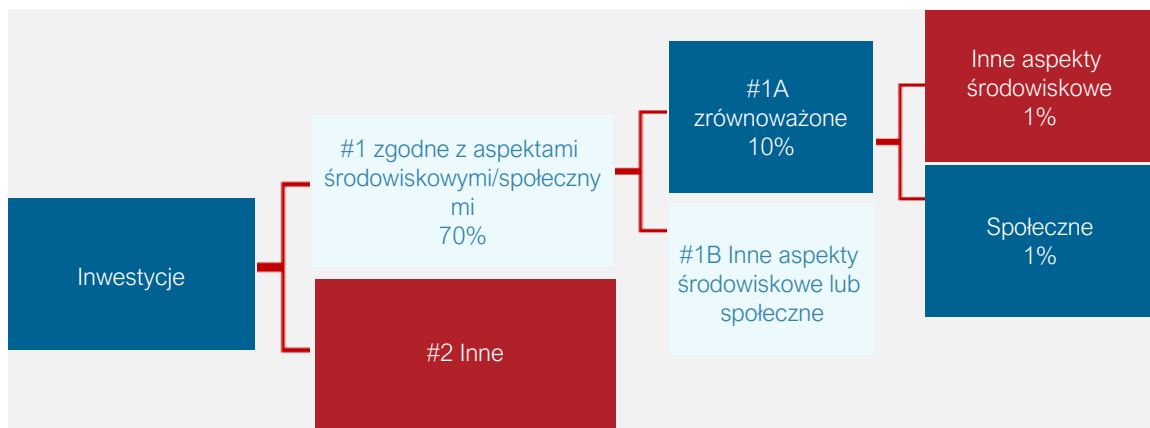 Inwestycje
#1 zgodne z aspektami
środowiskowymi/społeczny
mi
70%
#2 Inne
#1A
zrównoważone
10%
#1B Inne aspekty
środowiskowe lub
społeczne
Inne aspekty
środowiskowe
1%
Społeczne
1%